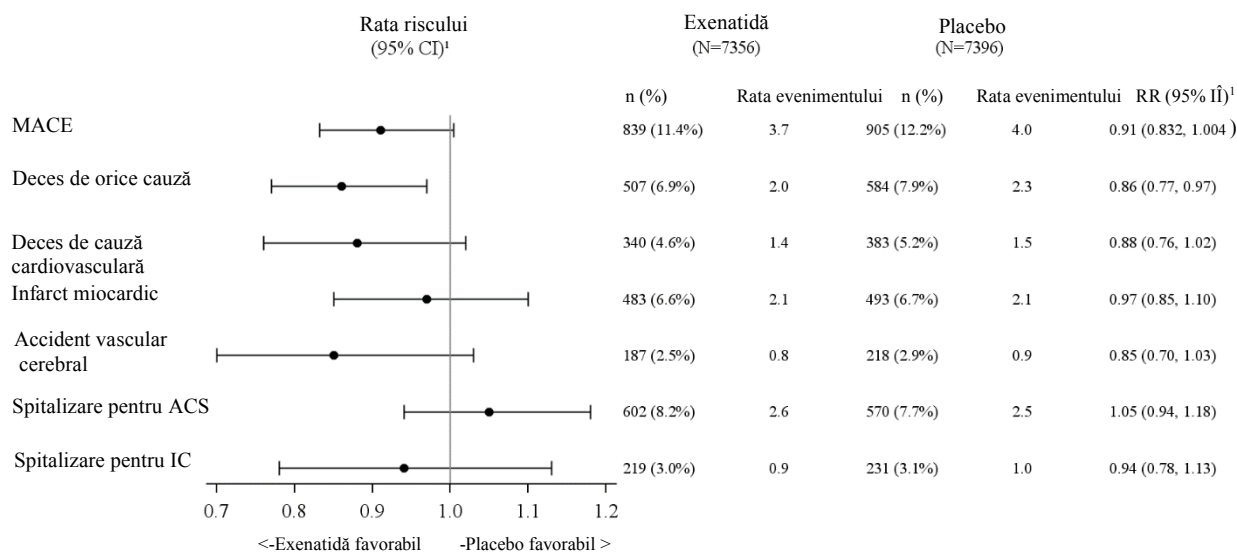 Rata riscului Exenatidă Placebo
(95% CI)¹ (N=7356) (N=7396)
n (%) Rata evenimentului n (%) Rata evenimentului RR (95% IÎ)¹
MACE 839 (11.4%) 3.7 905 (12.2%) 4.0 0.91 (0.832, 1.004 )
Deces de orice cauză 507 (6.9%) 2.0 584 (7.9%) 2.3 0.86 (0.77, 0.97)
Deces de cauză 340 (4.6%) 1.4 383 (5.2%) 1.5 0.88 (0.76, 1.02)
cardiovasculară
Infarct miocardic 483 (6.6%) 2.1 493 (6.7%) 2.1 0.97 (0.85, 1.10)
Accident vascular
cerebral 187 (2.5%) 0.8 218 (2.9%) 0.9 0.85 (0.70, 1.03)
Spitalizare pentru ACS 602 (8.2%) 2.6 570 (7.7%) 2.5 1.05 (0.94, 1.18)
Spitalizare pentru IC 219 (3.0%) 0.9 231 (3.1%) 1.0 0.94 (0.78, 1.13)
0.7 0.8 0.9 1.0 1.1 1.2
<-Exenatidă favorabil -Placebo favorabil >